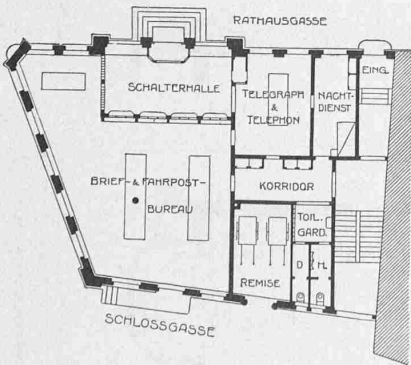 RATHAUSGASSE
SCHALTERHALLE
TELEGRAPH
&
TELEPHON
NACHT-
DIENST
EING.
BRIEF- & FAHRPOST-
BUREAU
KORRIDOR
TOIL.
GARD.
REMISE
D.
H.
SCHLOSSGASSE